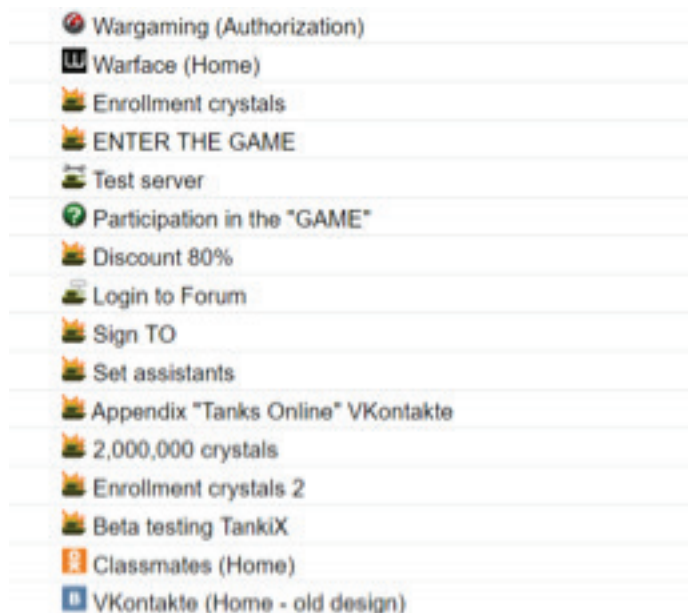 Wargaming (Authorization)
Warface (Home)
Enrollment crystals
ENTER THE GAME
Test server
Participation in the "GAME"
Discount 80%
Login to Forum
Sign TO
Set assistants
Appendix "Tanks Online" VKontakte
2,000,000 crystals
Enrollment crystals 2
Beta testing TankiX
Classmates (Home)
VKontakte (Home - old design)